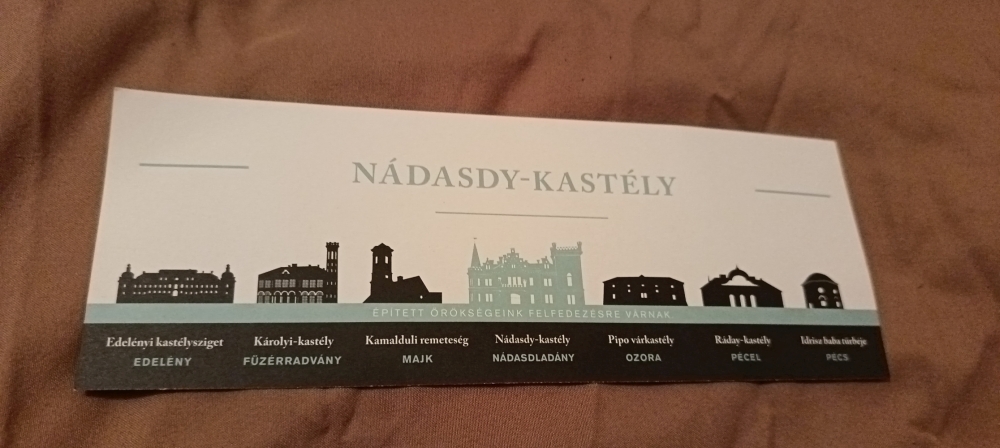 NÁDASDY-KASTÉLY
ÉPÍTETT ÖRÖKSÉGEINK FELFEDEZÉSRE VÁRNAK
Edelényi kastélysziget
EDELÉNY
Károlyi-kastély
FÜZÉRRADVÁNY
Kamalduli remeteség
MAJK
Nádasdy-kastély
NÁDASDLADÁNY
Pipo várkastély
OZORA
Ráday-kastély
PÉCEL
Idrisz baba türbéje
PÉCS